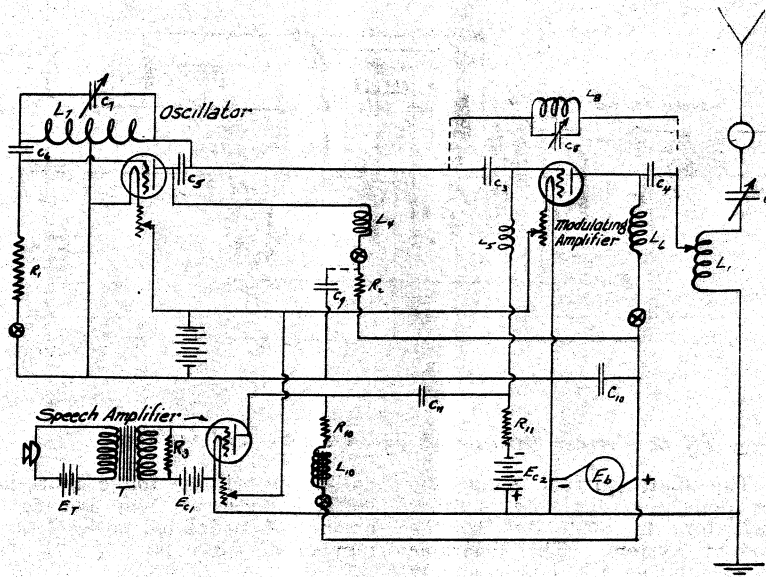 L7
C7
Oscillator
C6
C5
R1
L4
R2
C9
L8
C8
C3
C4
Modulating
Amplifier
L5
L6
L1
C10
C11
Speech Amplifier
R3
T
ET
EC1
R10
L10
R11
EC2
-
+
Eb
-
+